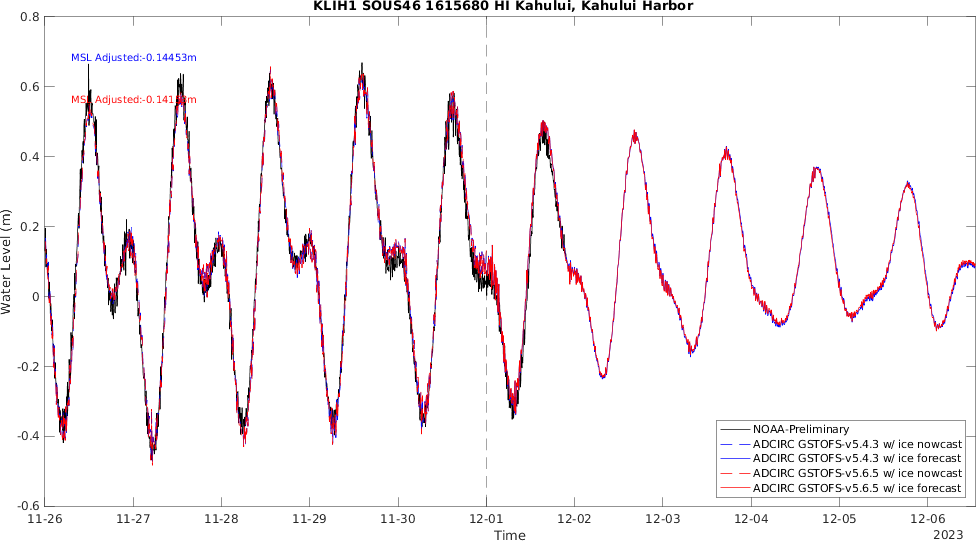 KLIH1 SOUS46 1615680 HI Kahului, Kahului Harbor
0.8
MSL Adjusted:-0.14453m
0.6
0.4
0.2
0
-0.2
-0.4
-0.6
Water Level (m)
NOAA-Preliminary
ADCIRC GSTOFS-v5.4.3 w/ ice nowcast
ADCIRC GSTOFS-v5.4.3 w/ ice forecast
ADCIRC GSTOFS-v5.6.5 w/ ice nowcast
ADCIRC GSTOFS-v5.6.5 w/ ice forecast
11-26 11-27 11-28 11-29 11-30 12-01 12-02 12-03 12-04 12-05 12-06
Time
2023